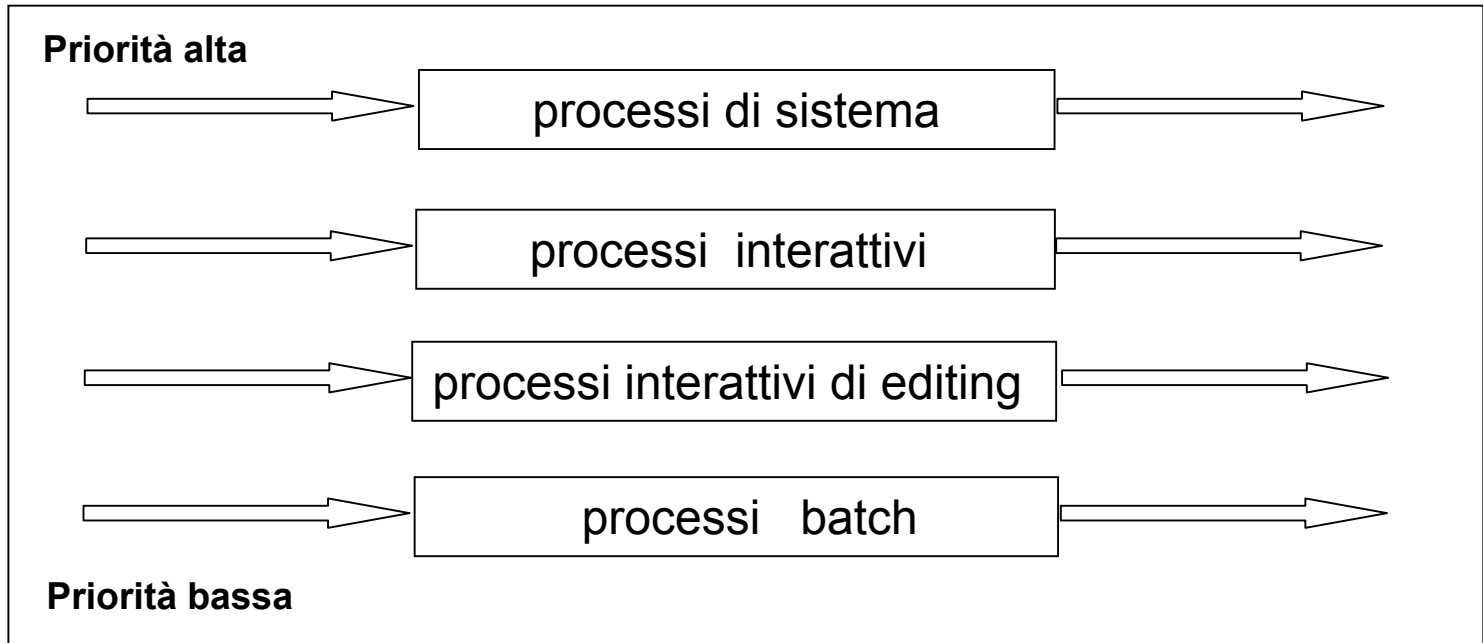 Priorità alta
processi di sistema
processi interattivi
processi interattivi di editing
processi batch
Priorità bassa